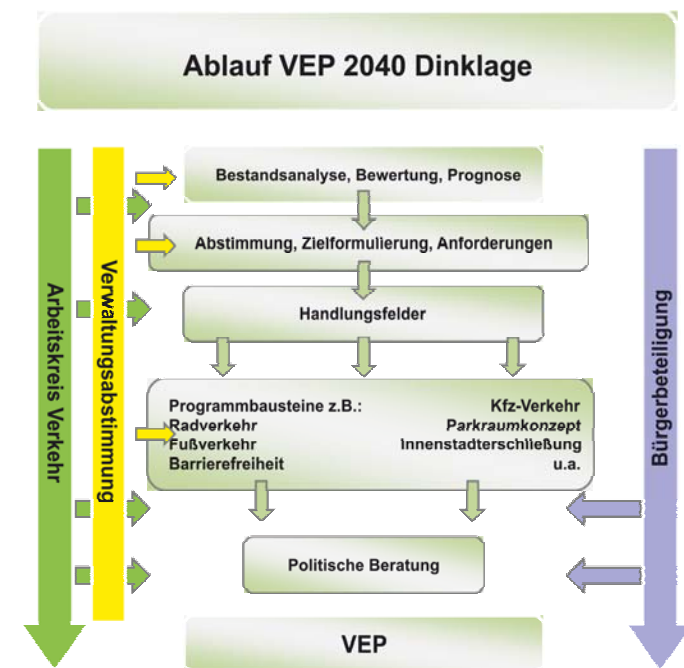 Ablauf VEP 2040 Dinklage
Arbeitskreis Verkehr
Verwaltungsabstimmung
Bestandsanalyse, Bewertung, Prognose
Abstimmung, Zielformulierung, Anforderungen
Handlungsfelder
Programmbausteine z.B.:
Radverkehr
Fußverkehr
Barrierefreiheit
Kfz-Verkehr
Parkraumkonzept
Innenstadterschließung
u.a.
Politische Beratung
VEP
Bürgerbeteiligung